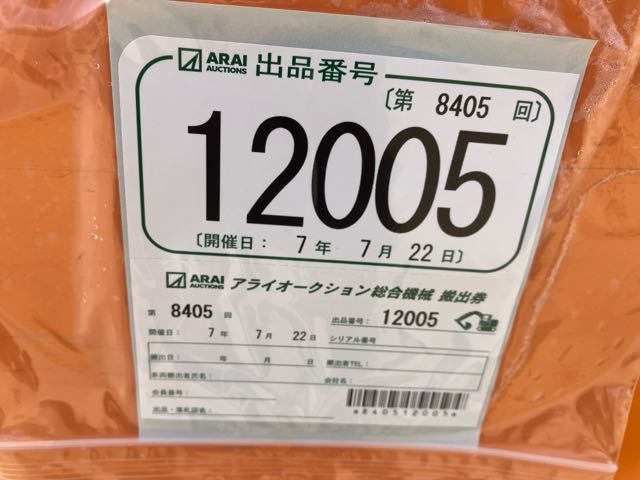 ARAI AUCTIONS 出品番号
〔第 8405 回〕
12005
〔開催日: 7年 7月 22日〕
ARAI AUCTIONS アライオークション総合機械 搬出券
第 8405 回 出品番号: 12005
開催日: 7年 7月 22日 シリアル番号
搬出日: 年 月 日 搬出者TEL:
車両搬出者氏名: 会社名:
会員番号:
出品・落札店名:
a840512005a